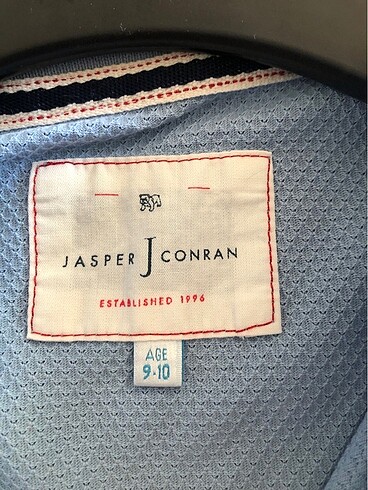 JASPER J CONRAN
ESTABLISHED 1996
AGE
9-10